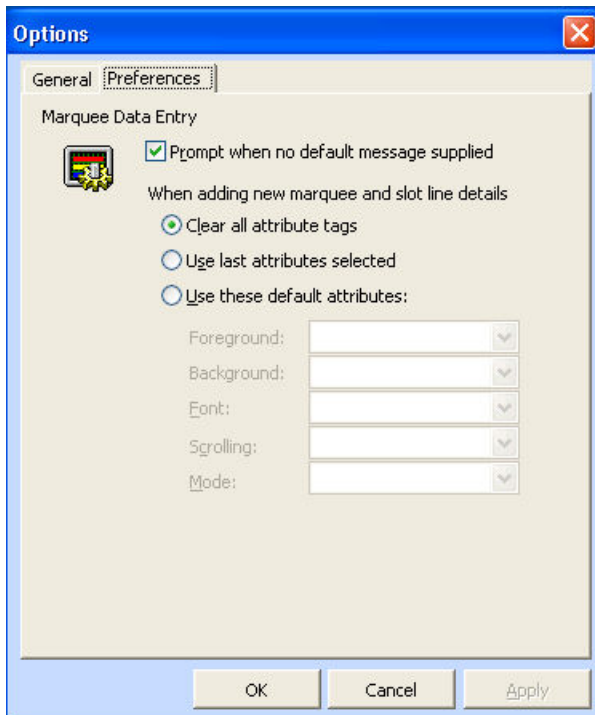 Options
General Preferences
Marquee Data Entry
Prompt when no default message supplied
When adding new marquee and slot line details
Clear all attribute tags
Use last attributes selected
Use these default attributes:
Foreground:
Background:
Font:
Scrolling:
Mode:
OK Cancel Apply